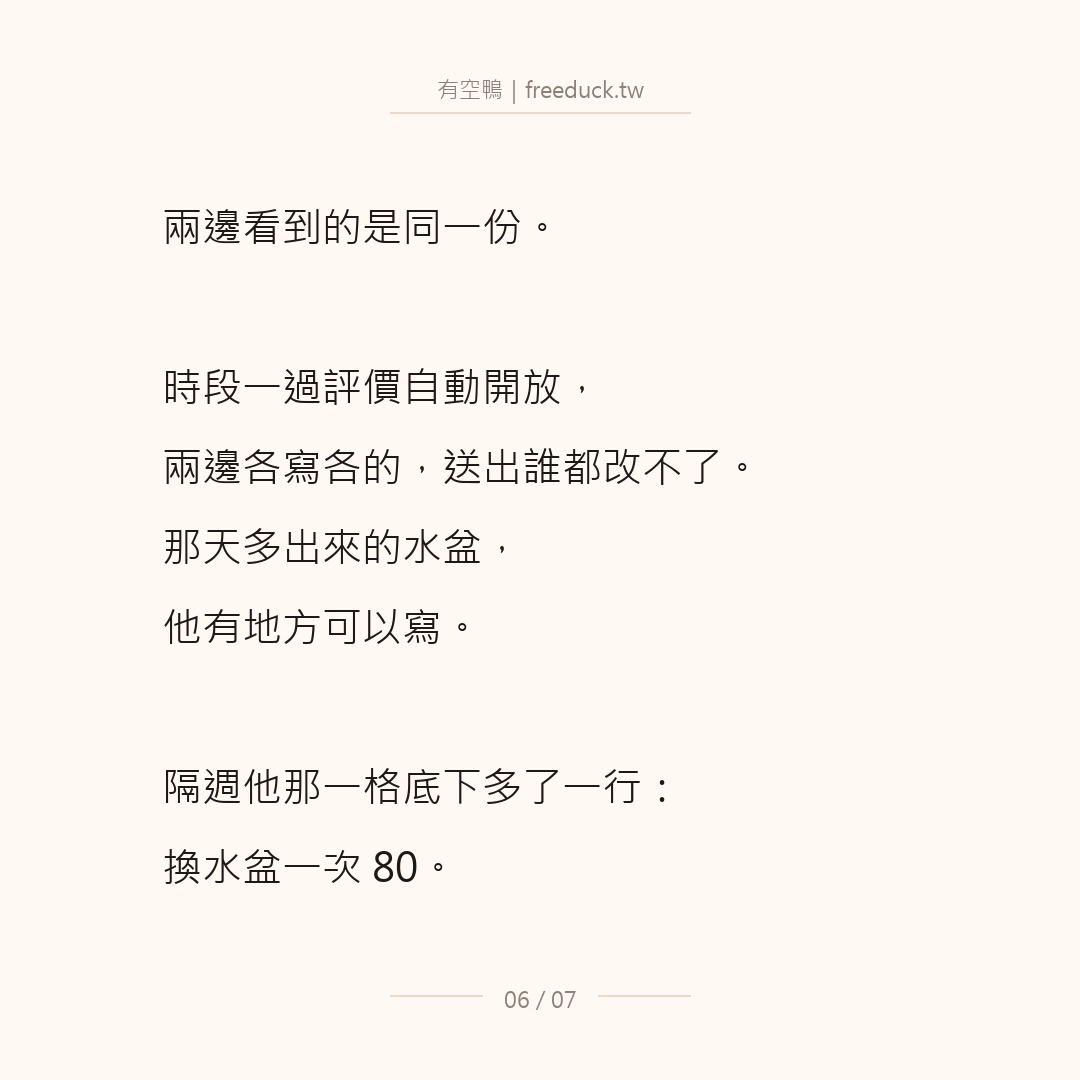 有空鴨｜freeduck.tw
兩邊看到的是同一份。
時段一過評價自動開放，
兩邊各寫各的，送出誰都改不了。
那天多出來的水盆，
他有地方可以寫。
隔週他那一格底下多了一行：
換水盆一次 80。
06 / 07